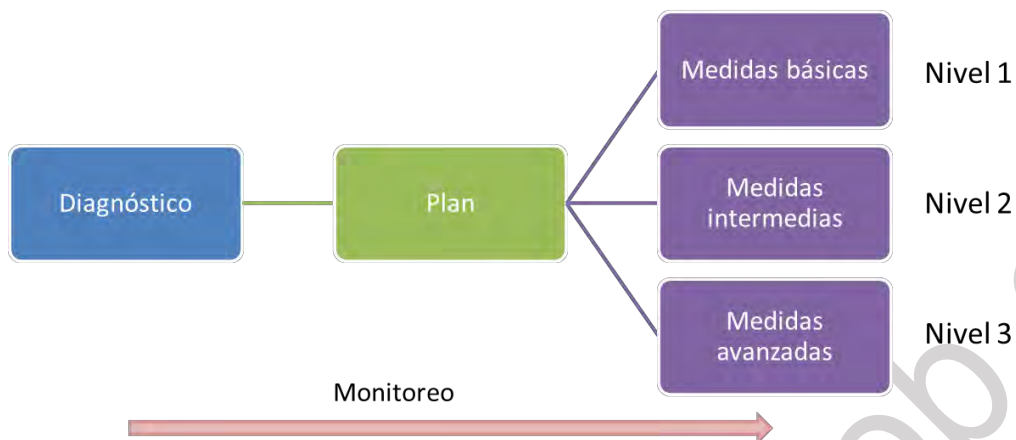 Medidas básicas
Nivel 1
Diagnóstico
Plan
Medidas
intermedias
Nivel 2
Medidas
avanzadas
Nivel 3
Monitoreo